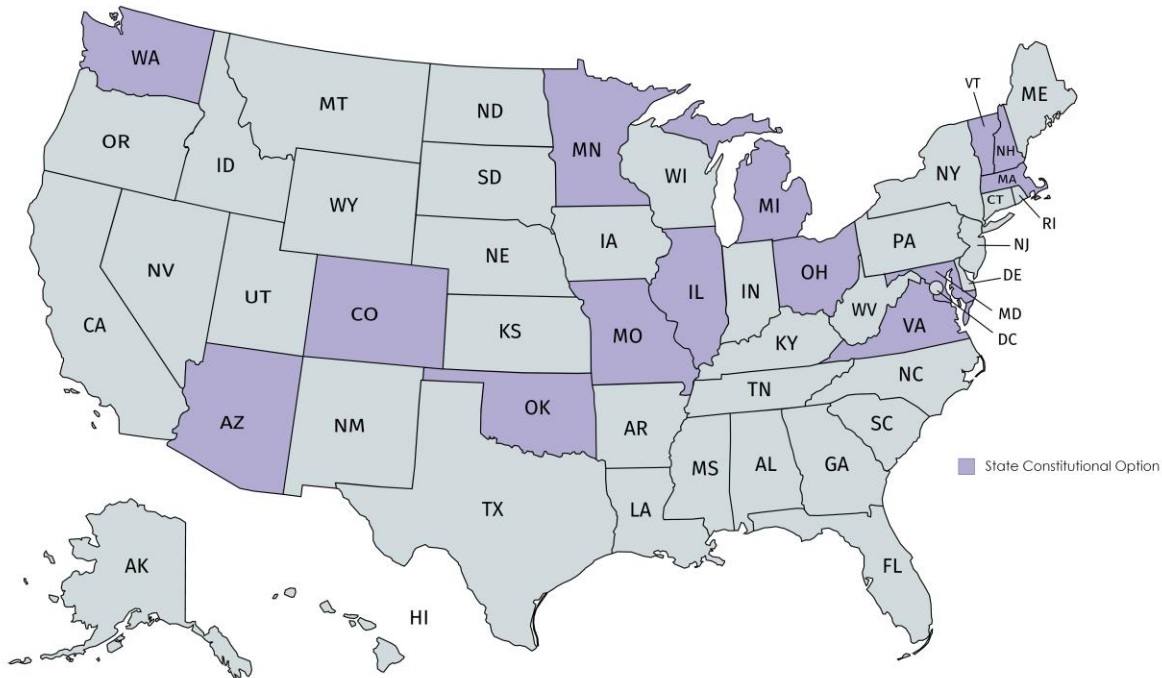 WA
MT
ND
MN
VT
ME
OR
ID
SD
WI
NY
NH
MA
WY
MI
CT
RI
IA
PA
NE
NJ
NV
UT
OH
IL
IN
DE
CA
CO
WV
MD
KS
MO
VA
DC
KY
NC
TN
AZ
NM
OK
AR
SC
MS
AL
GA
State Constitutional Option
TX
LA
AK
FL
HI